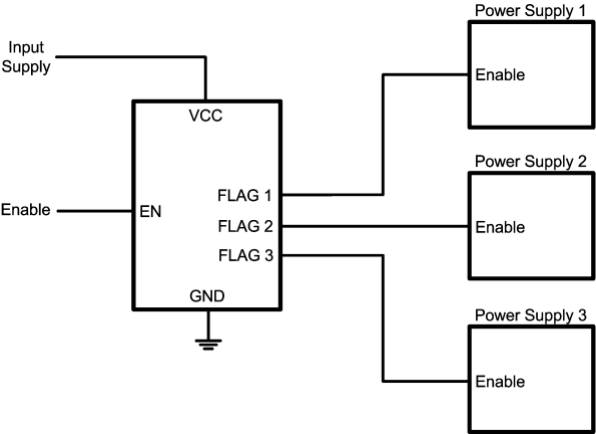 Power Supply 1
Input
Supply
Enable
VCC
Power Supply 2
FLAG 1
Enable
EN
FLAG 2
Enable
FLAG 3
GND
Power Supply 3
Enable